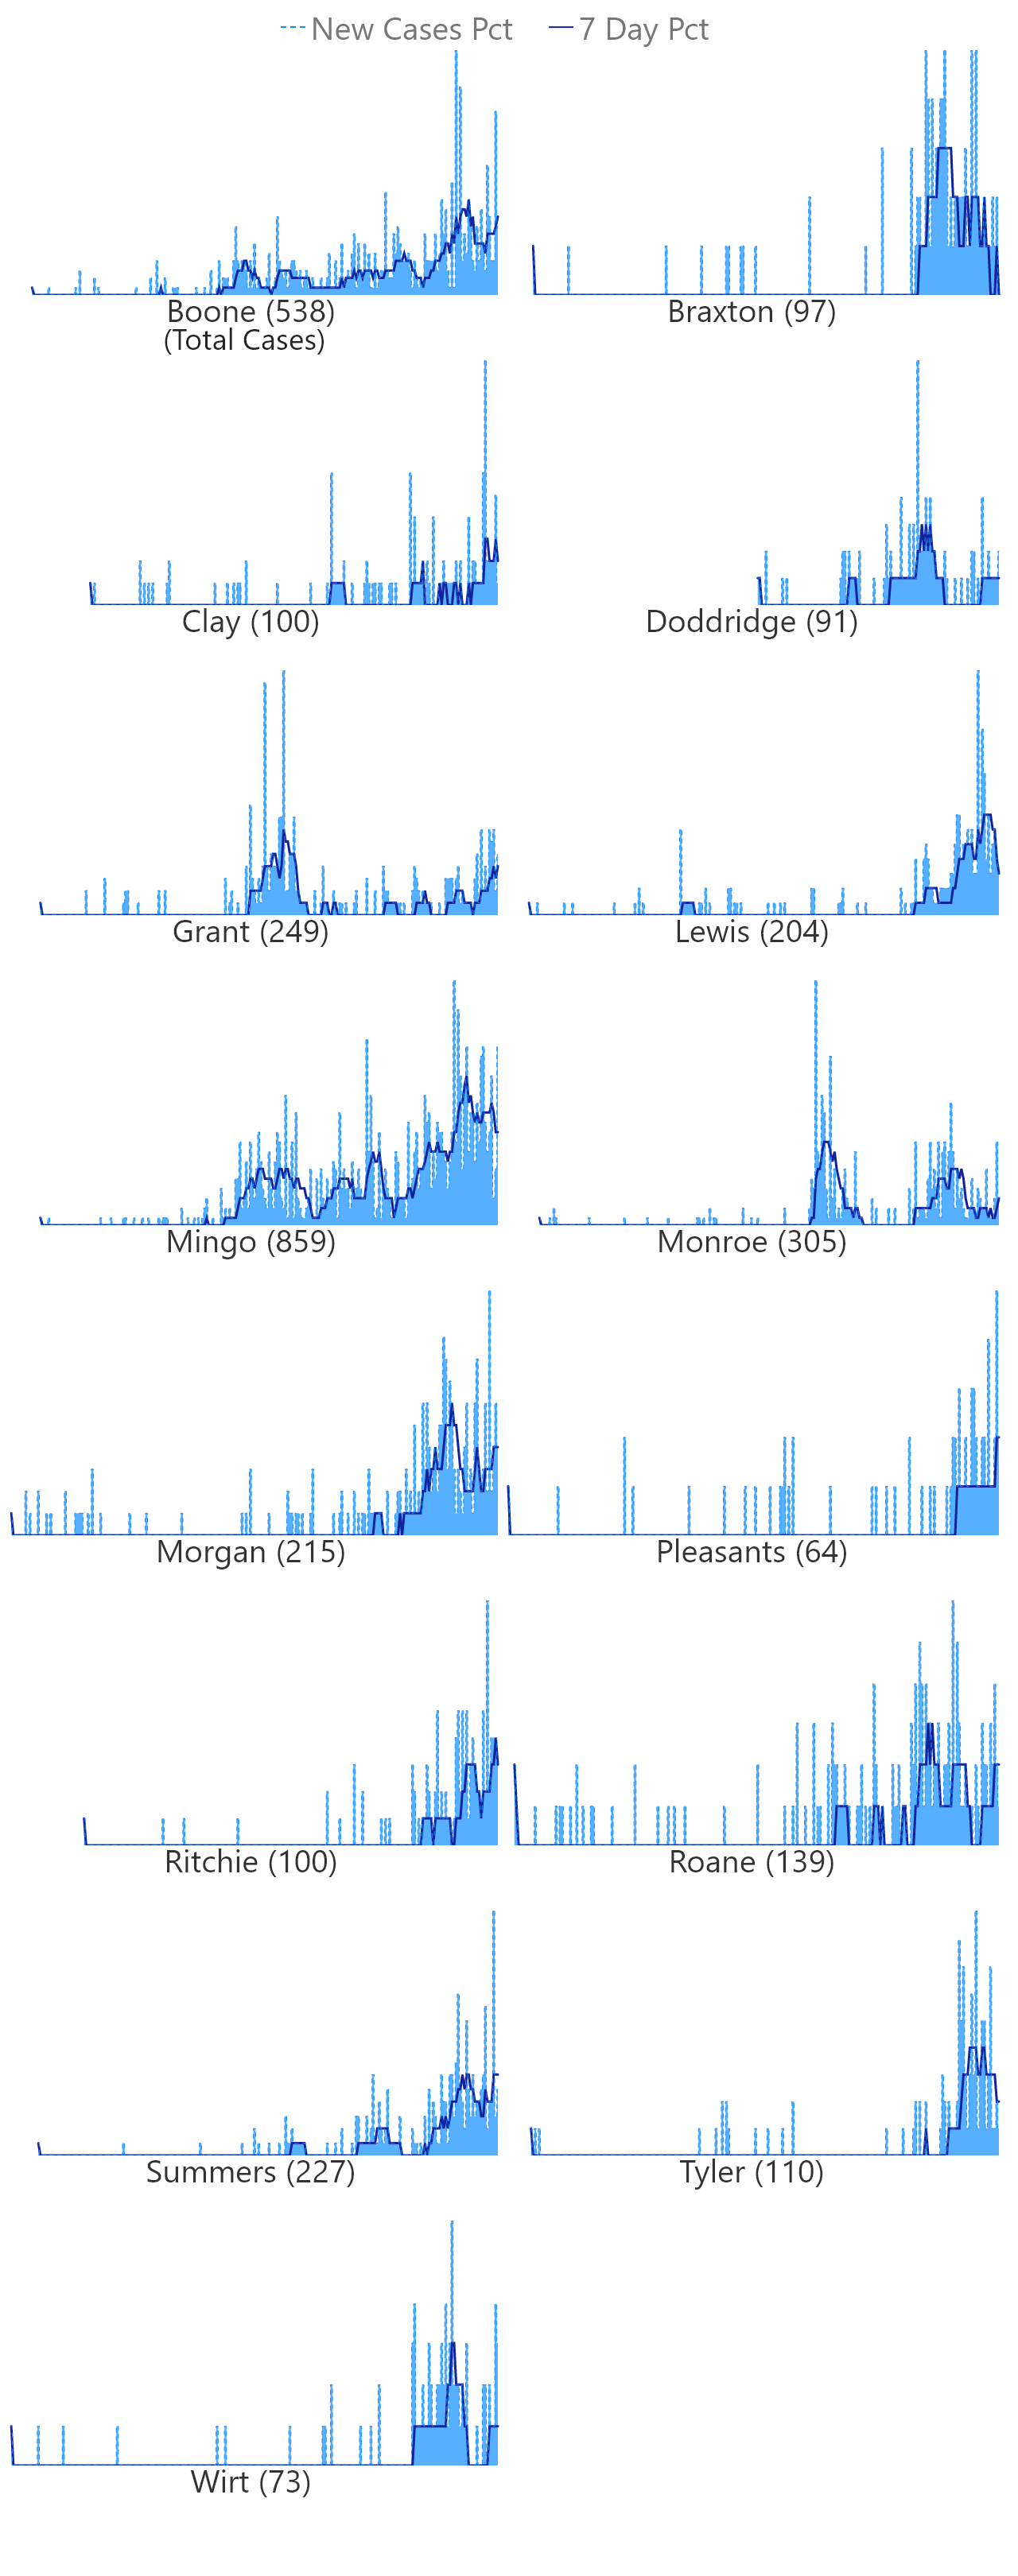 New Cases Pct 7 Day Pct
Boone (538) Braxton (97)
(Total Cases)
Clay (100) Doddridge (91)
Grant (249) Lewis (204)
Mingo (859) Monroe (305)
Morgan (215) Pleasants (64)
Ritchie (100) Roane (139)
Summers (227) Tyler (110)
Wirt (73)